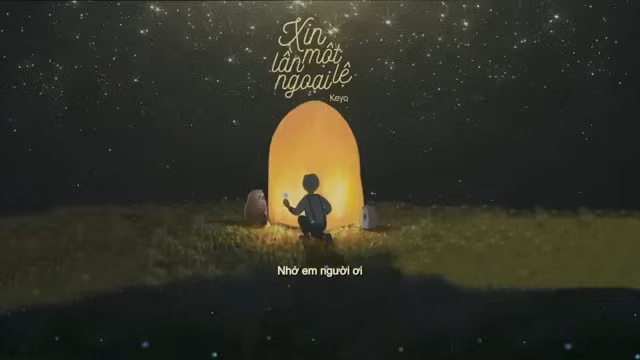 Xin
một
lần
ngoại lệ
Keyo
Nhớ em người ơi